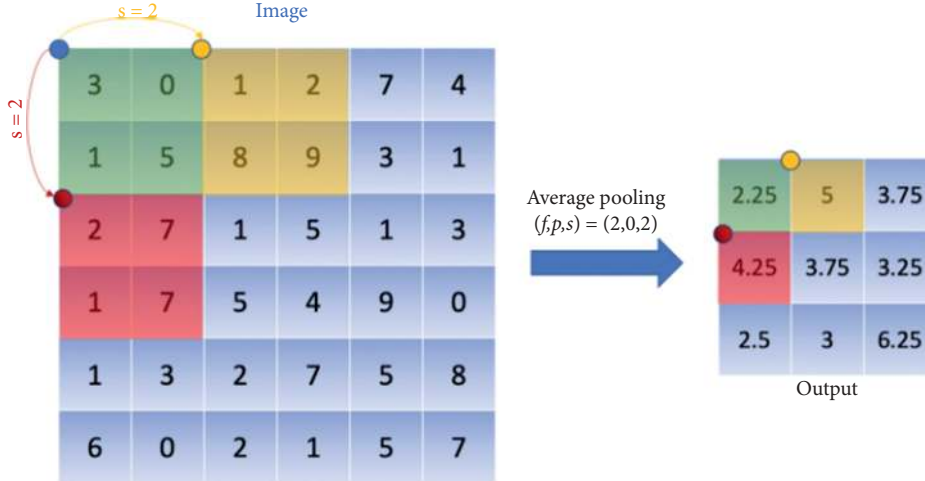 s = 2
Image
s = 2
3 0 1 2 7 4
1 5 8 9 3 1
2 7 1 5 1 3
1 7 5 4 9 0
1 3 2 7 5 8
6 0 2 1 5 7
Average pooling
(f,p,s) = (2,0,2)
2.25 5 3.75
4.25 3.75 3.25
2.5 3 6.25
Output